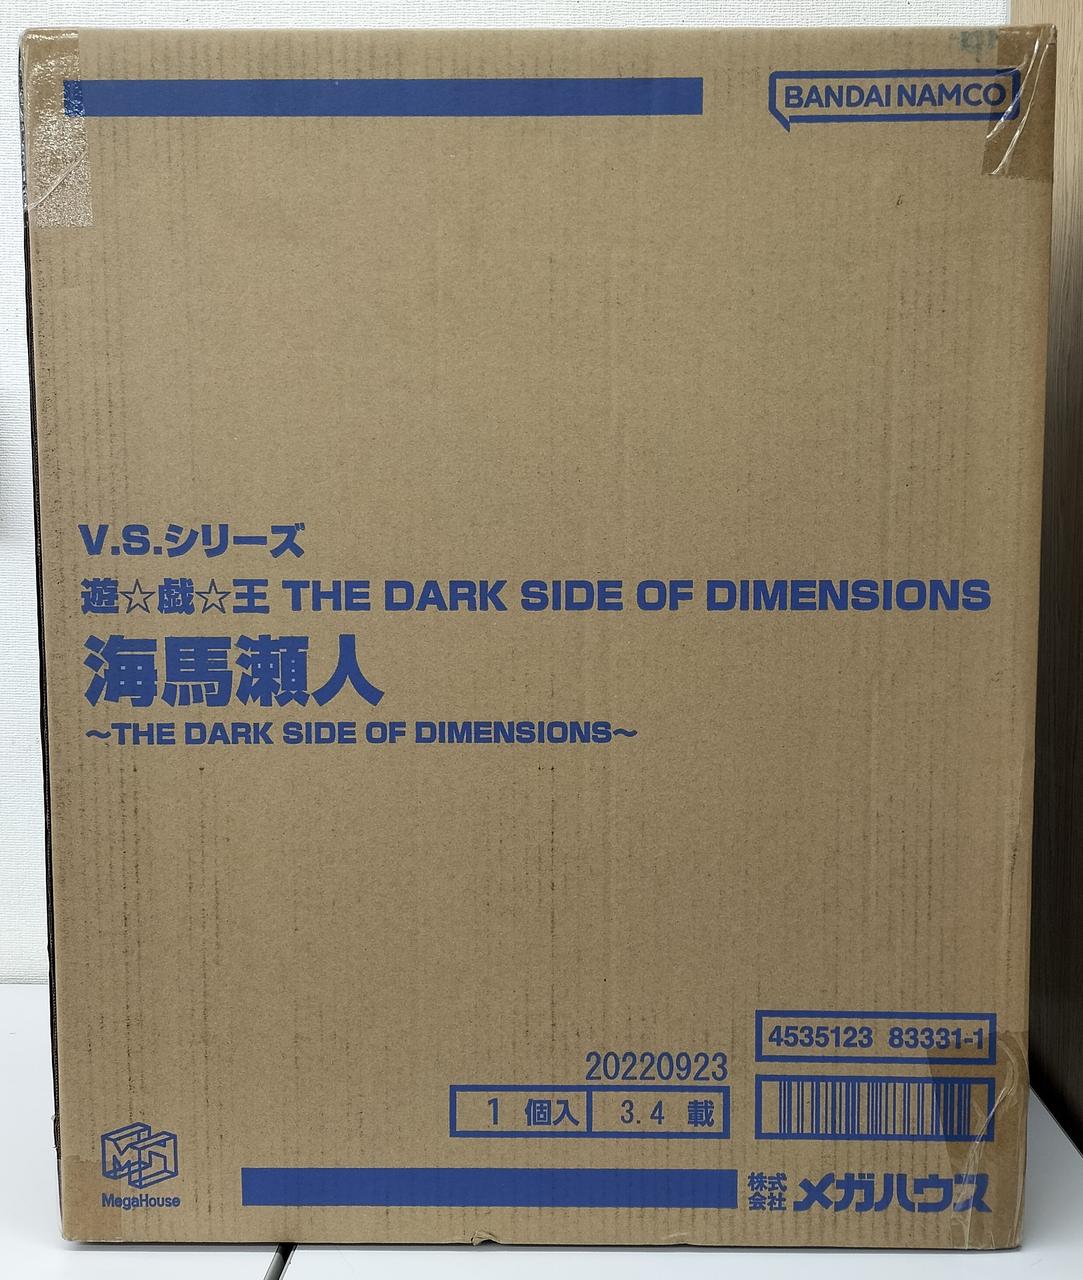 BANDAI NAMCO
V.S.シリーズ
遊☆戯☆王 THE DARK SIDE OF DIMENSIONS
海馬瀬人
～THE DARK SIDE OF DIMENSIONS～
4535123 83331-1
20220923
1 個入 3.4 載
MegaHouse
株式会社 メガハウス